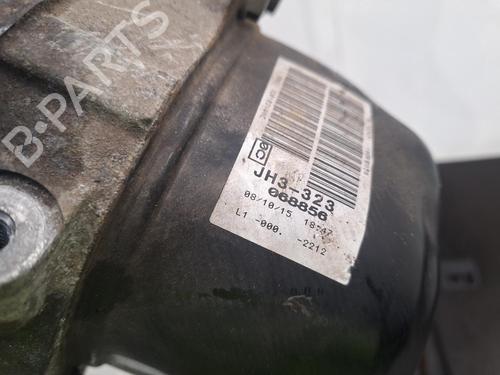 B-PARTS
JH3-323
068856
08/10/15 18:47
L1 -000. -2212